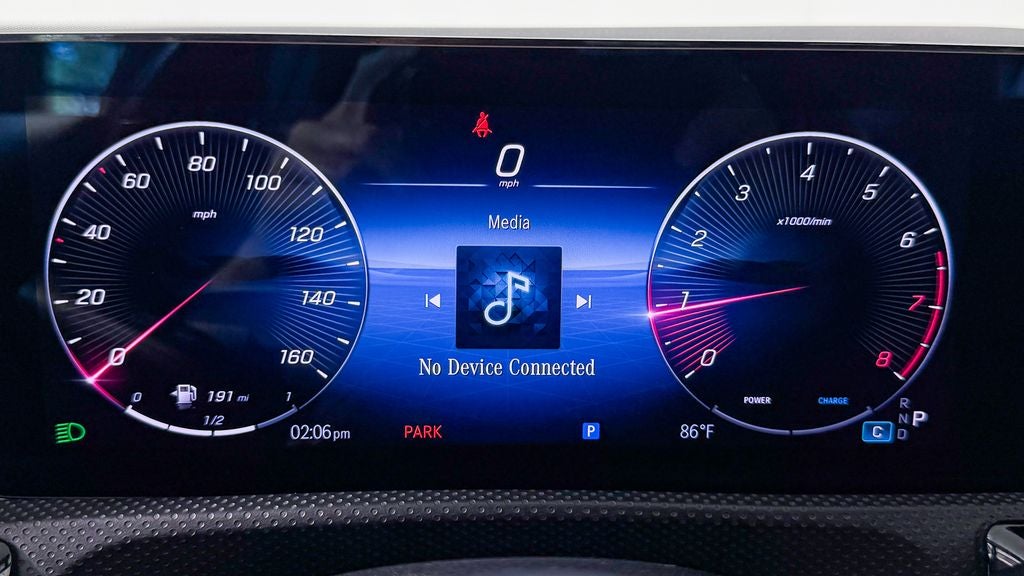 0
mph
Media
No Device Connected
0
20
40
60
80
100
120
140
160
mph
0
191 mi
1
1/2
02:06pm
PARK
P
86°F
0
1
2
3
4
5
6
7
8
x1000/min
POWER
CHARGE
C
R
N
D
P